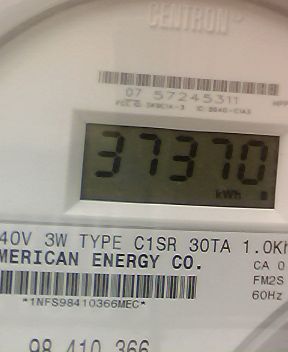 CENTRON
07 57245311
37370
kWh
40V 3W TYPE C1SR 30TA 1.0Kh
MERICAN ENERGY CO.
CA 0
FM2S
*1NFS98410366MEC*
60Hz
98 410 366